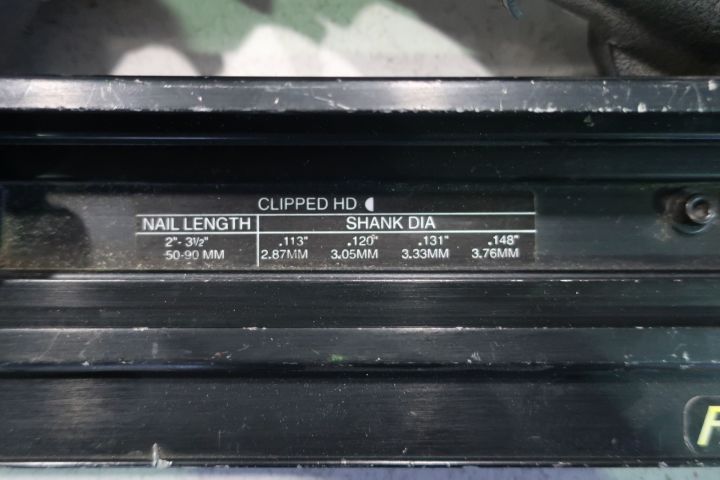 CLIPPED HD
NAIL LENGTH SHANK DIA
2"- 3½" .113" .120" .131" .148"
50-90 MM 2.87MM 3.05MM 3.33MM 3.76MM
F